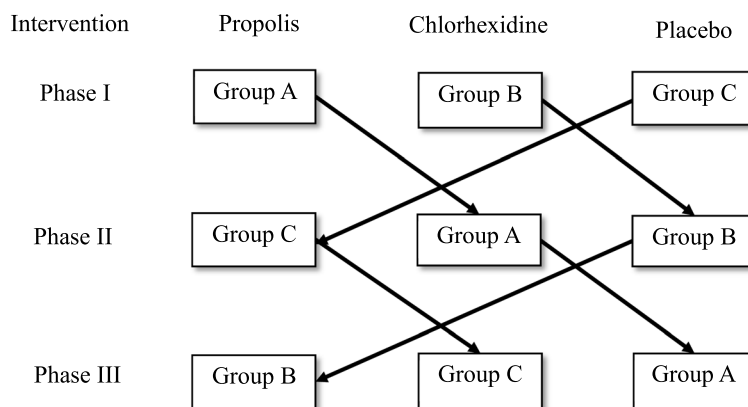 Intervention Propolis Chlorhexidine Placebo
Phase I Group A Group B Group C
Phase II Group C Group A Group B
Phase III Group B Group C Group A